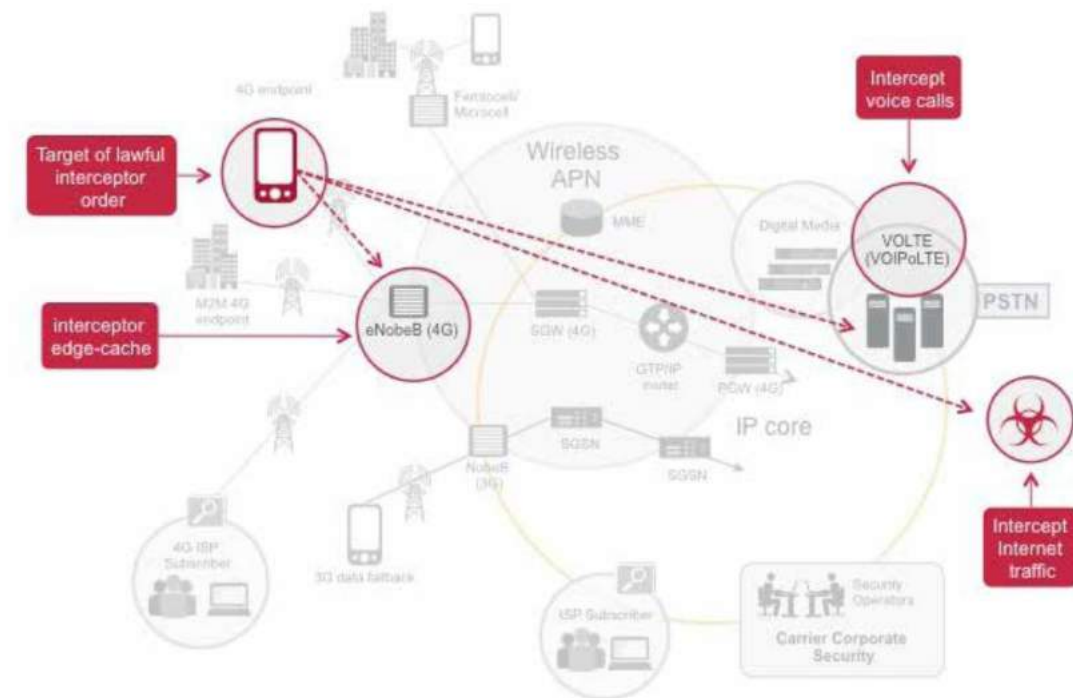 4G endpoint
Femtocell/
Microcell
Intercept
voice calls
Target of lawful
interceptor
order
Wireless
APN
MME
Digital Media
VOLTE
(VOIPoLTE)
PSTN
M2M 4G
endpoint
interceptor
edge-cache
eNobeB (4G)
SGW (4G)
GTP/IP
PGW (4G)
IP core
SGSN
SGSN
NobeB
(3G)
3G data fallback
4G ISP
Subscriber
ISP Subscriber
Security
Operators
Carrier Corporate
Security
Intercept
Internet
traffic